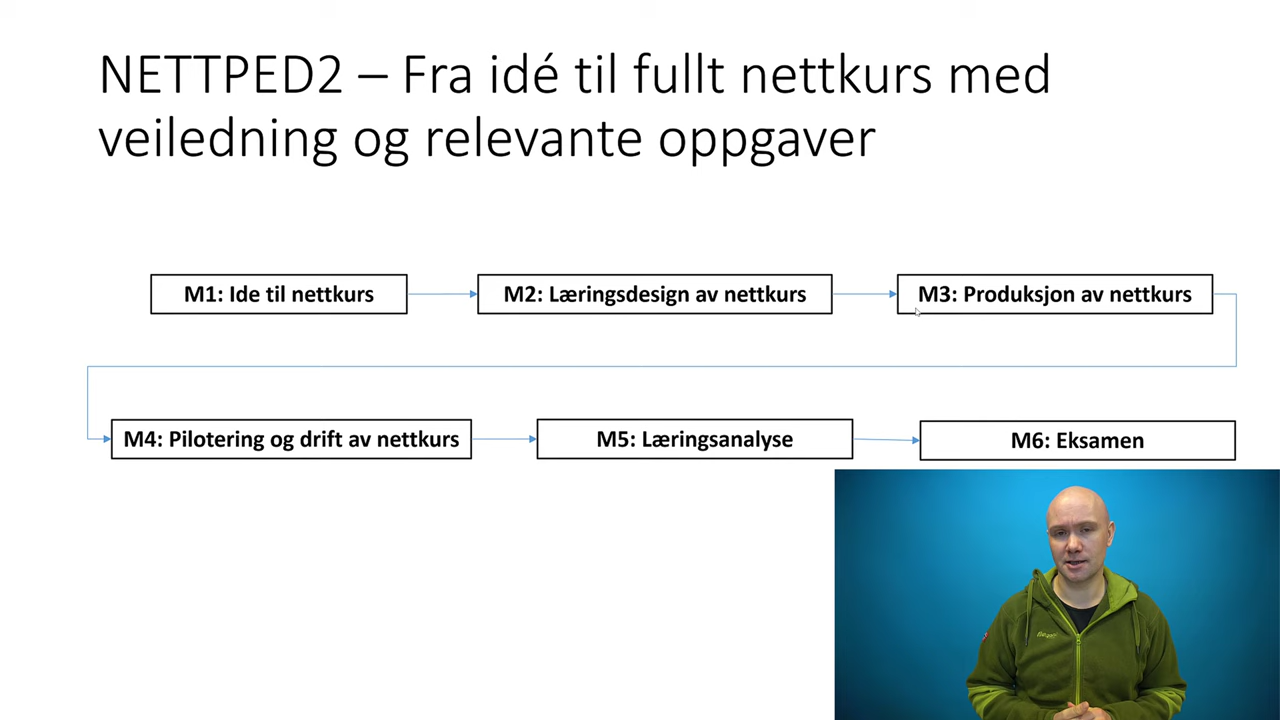 NETTPED2 – Fra idé til fullt nettkurs med
veiledning og relevante oppgaver
M1: Ide til nettkurs
M2: Læringsdesign av nettkurs
M3: Produksjon av nettkurs
M4: Pilotering og drift av nettkurs
M5: Læringsanalyse
M6: Eksamen